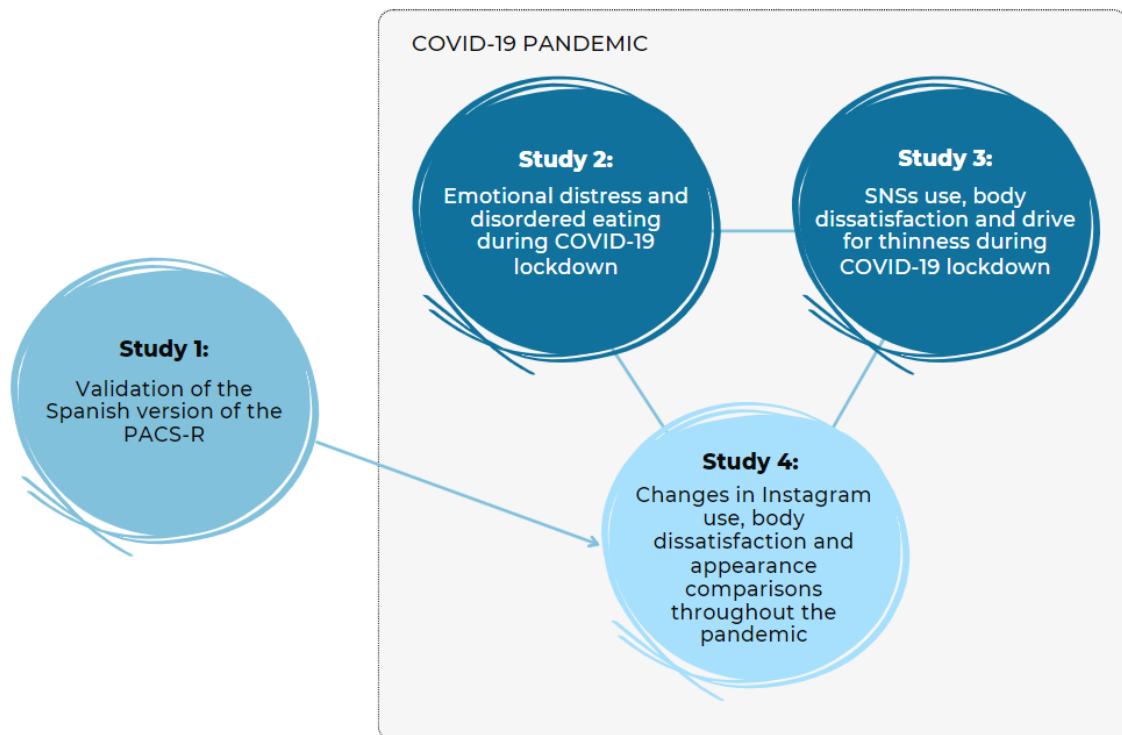 COVID-19 PANDEMIC
Study 2:
Emotional distress and
disordered eating
during COVID-19
lockdown
Study 3:
SNSs use, body
dissatisfaction and drive
for thinness during
COVID-19 lockdown
Study 1:
Validation of the
Spanish version of the
PACS-R
Study 4:
Changes in Instagram
use, body
dissatisfaction and
appearance
comparisons
throughout the
pandemic